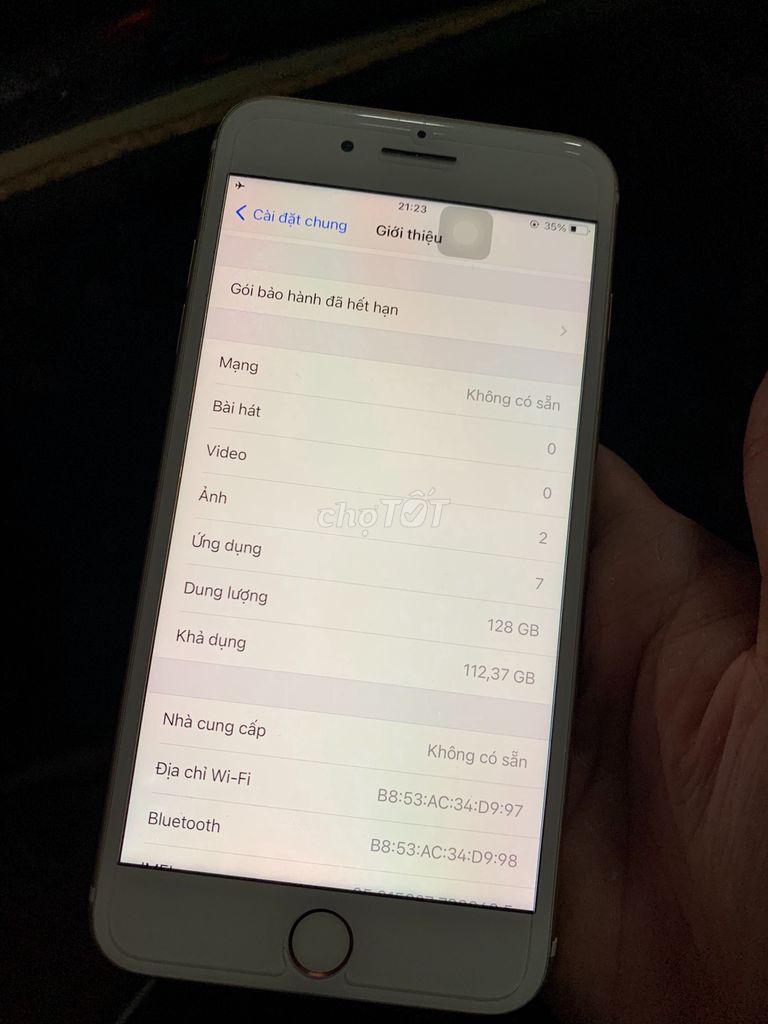 21:23
35%
Cài đặt chung
Giới thiệu
Gói bảo hành đã hết hạn
Mạng
Không có sẵn
Bài hát
0
Video
0
Ảnh
2
Ứng dụng
7
Dung lượng
128 GB
Khả dụng
112,37 GB
Nhà cung cấp
Không có sẵn
Địa chỉ Wi-Fi
B8:53:AC:34:D9:97
Bluetooth
B8:53:AC:34:D9:98
chợTỐT